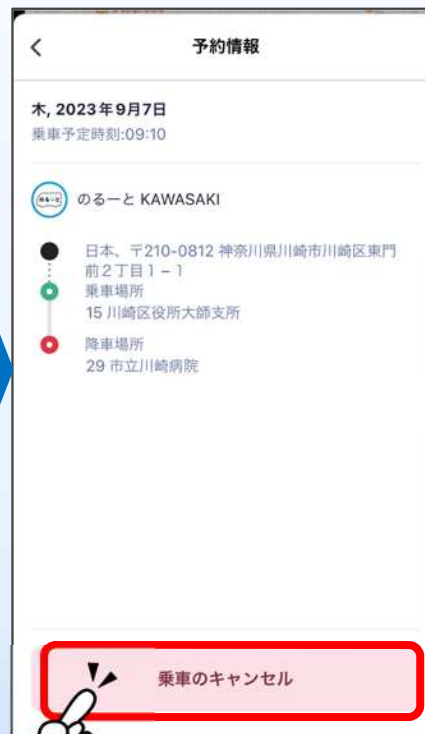 予約情報
木, 2023年9月7日
乗車予定時刻:09:10
のるーと
のるーと KAWASAKI
日本、〒210-0812 神奈川県川崎市川崎区東門
前2丁目1−1
乗車場所
15 川崎区役所大師支所
降車場所
29 市立川崎病院
乗車のキャンセル